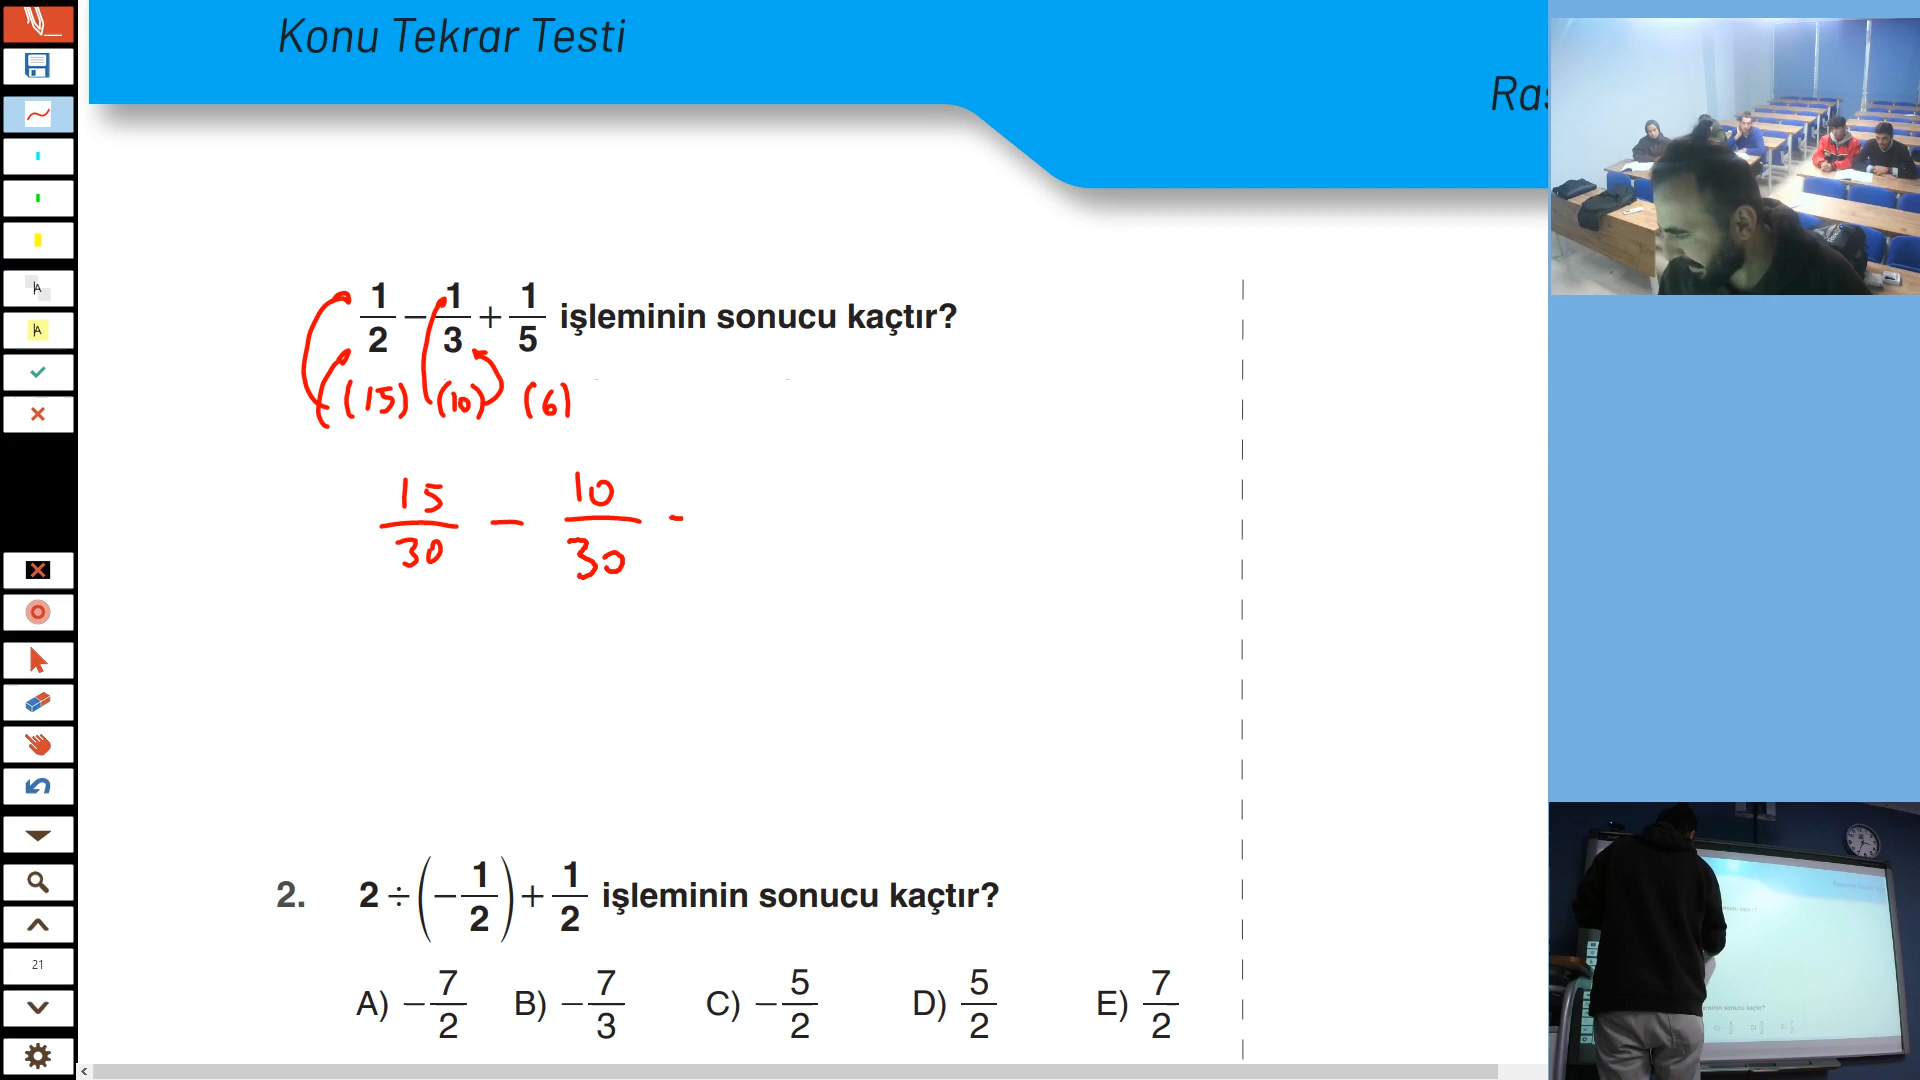 Konu Tekrar Testi
Ras
1/2 − 1/3 + 1/5 işleminin sonucu kaçtır?
(15) (10) (6)
15/30 − 10/30 -
2. 2 ÷ (−1/2) + 1/2 işleminin sonucu kaçtır?
A) −7/2 B) −7/3 C) −5/2 D) 5/2 E) 7/2
21